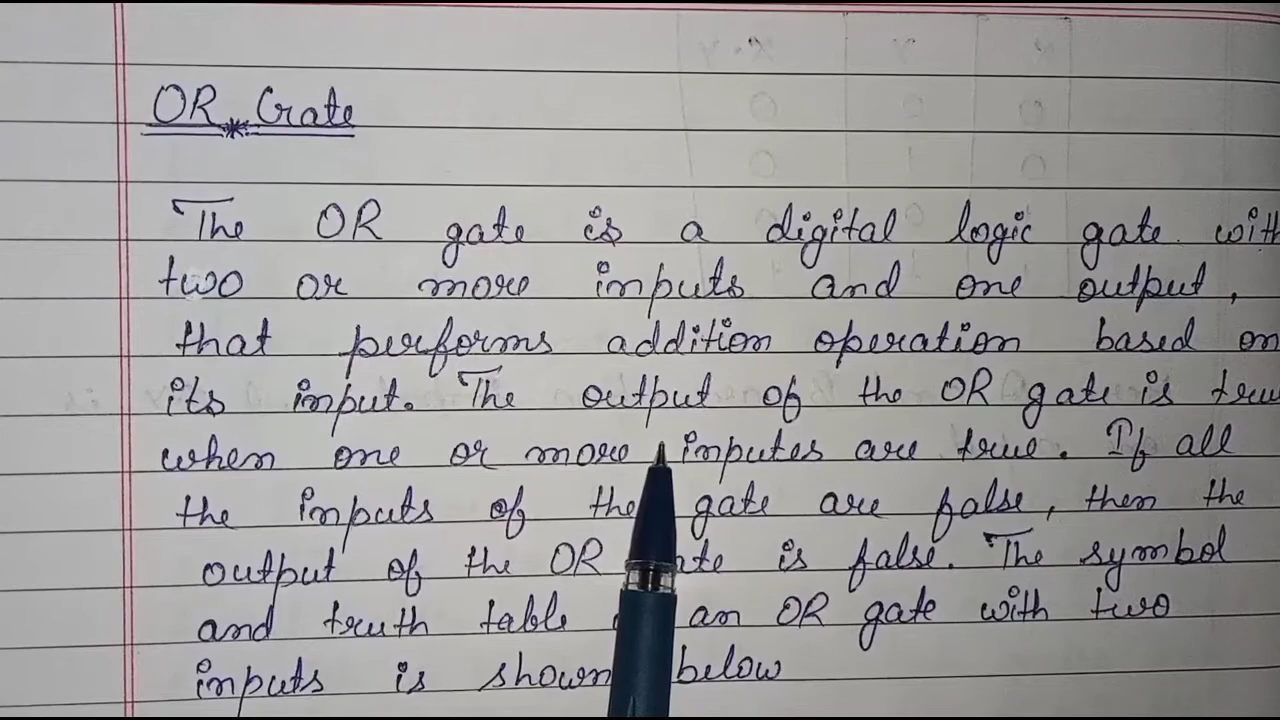 OR Gate
The OR gate is a digital logic gate with
two or more inputs and one output,
that performs addition operation based on
its input. The output of the OR gate is true
when one or more inputes are true. If all
the inputs of the gate are false, then the
output of the OR gate is false. The symbol
and truth table an OR gate with two
inputs is shown below